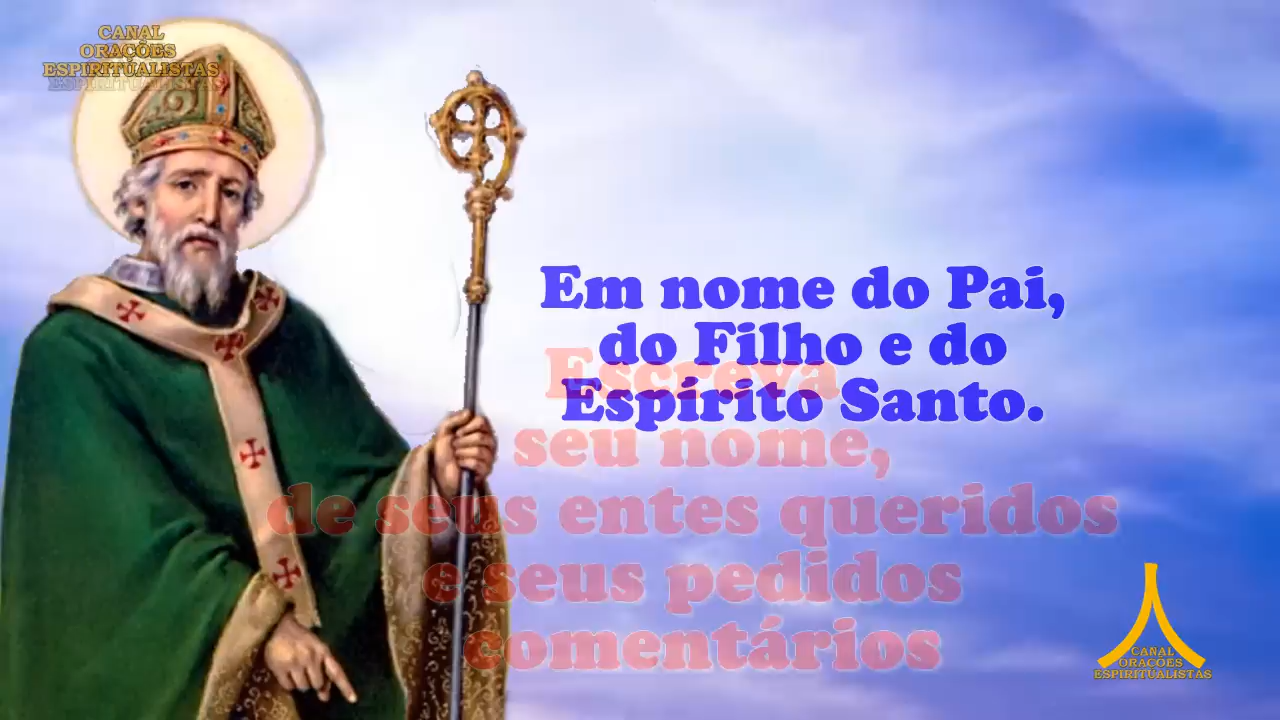 CANAL
ORAÇÕES
ESPIRITUALISTAS
Em nome do Pai,
do Filho e do
Espírito Santo.
Escreva
seu nome,
de seus entes queridos
e seus pedidos
comentários
CANAL
ORAÇÕES
ESPIRITUALISTAS